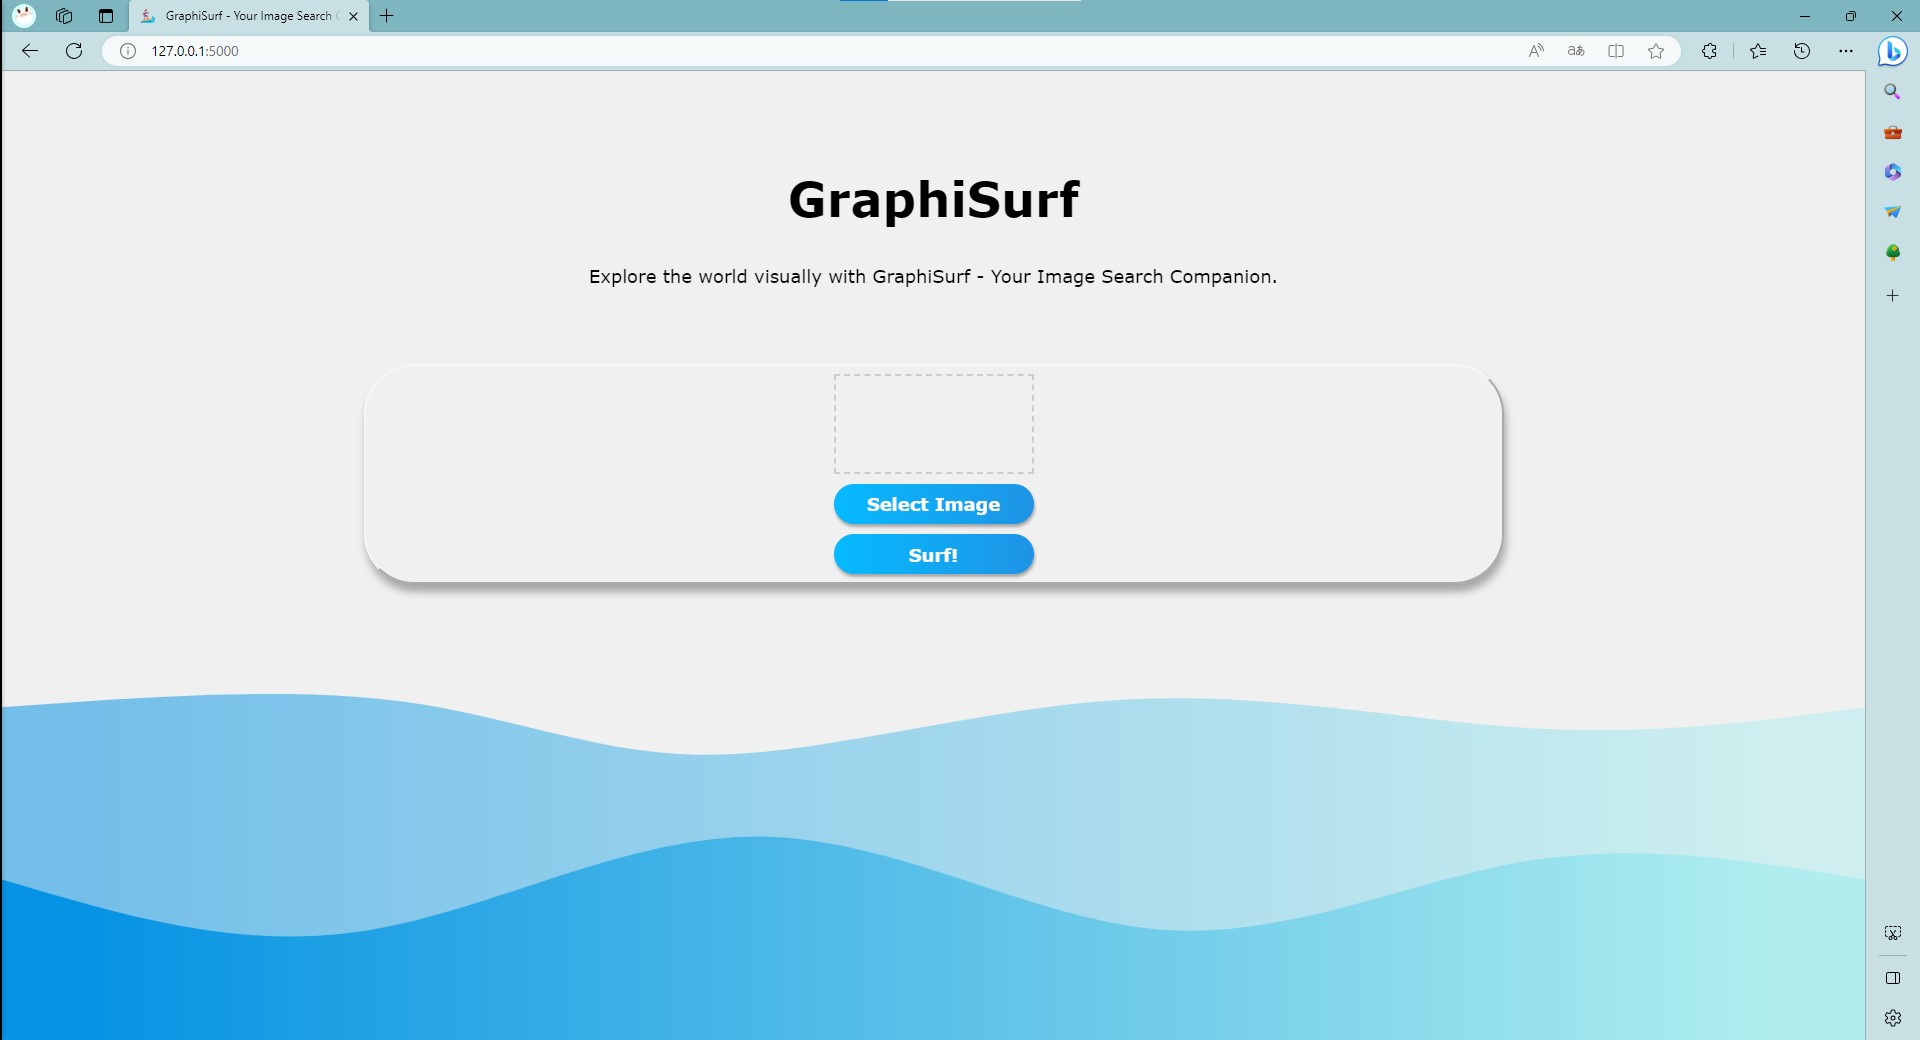 GraphiSurf - Your Image Search C
127.0.0.1:5000
GraphiSurf
Explore the world visually with GraphiSurf - Your Image Search Companion.
Select Image
Surf!